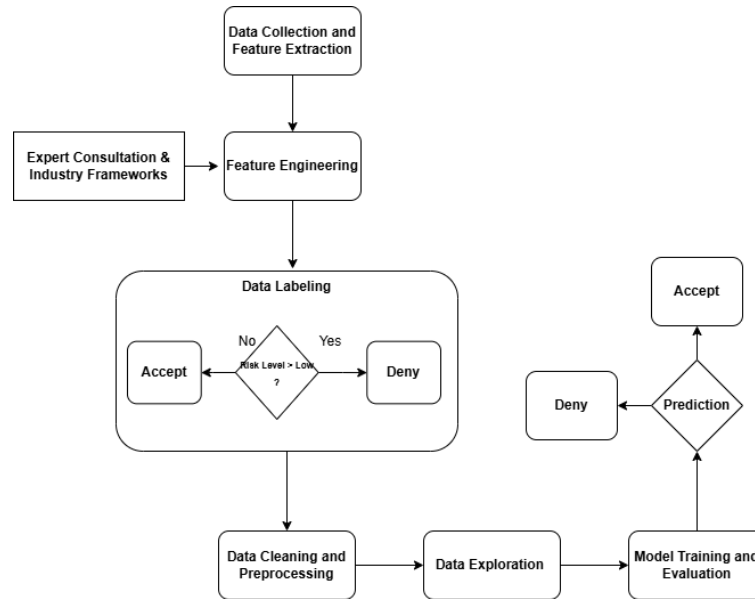 Data Collection and
Feature Extraction
Expert Consultation &
Industry Frameworks
Feature Engineering
Data Labeling
No
Yes
Accept
Risk Level > Low
?
Deny
Accept
Deny
Prediction
Data Cleaning and
Preprocessing
Data Exploration
Model Training and
Evaluation